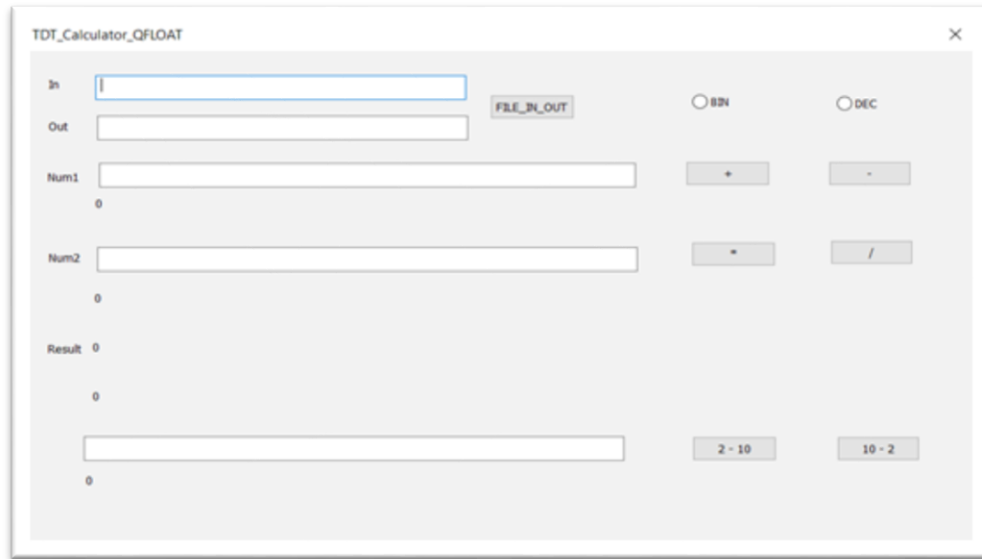 TDT_Calculator_QFLOAT
In
FILE_IN_OUT
BIN
DEC
Out
Num1
+
-
0
Num2
*
/
0
Result 0
0
2 - 10
10 - 2
0